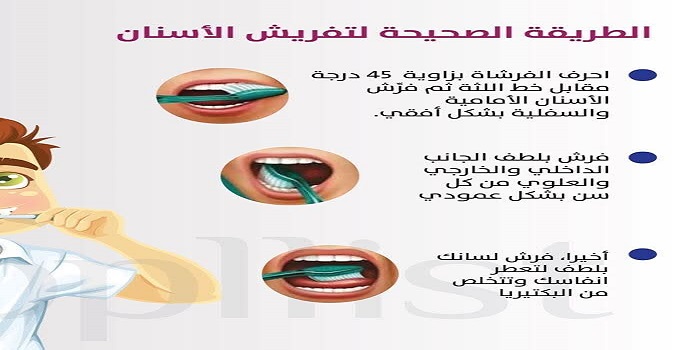 الطريقة الصحيحة لتفريش الأسنان
احرف الفرشاة بزاوية 45 درجة
مقابل خط اللثة ثم فرّش
الأسنان الأمامية
والسفلية بشكل أفقي.
فرش بلطف الجانب
الداخلي والخارجي
والعلوي من كل
سن بشكل عمودي
أخيرا، فرش لسانك
بلطف لتعطر
انفاسك وتتخلص
من البكتيريا
pllist